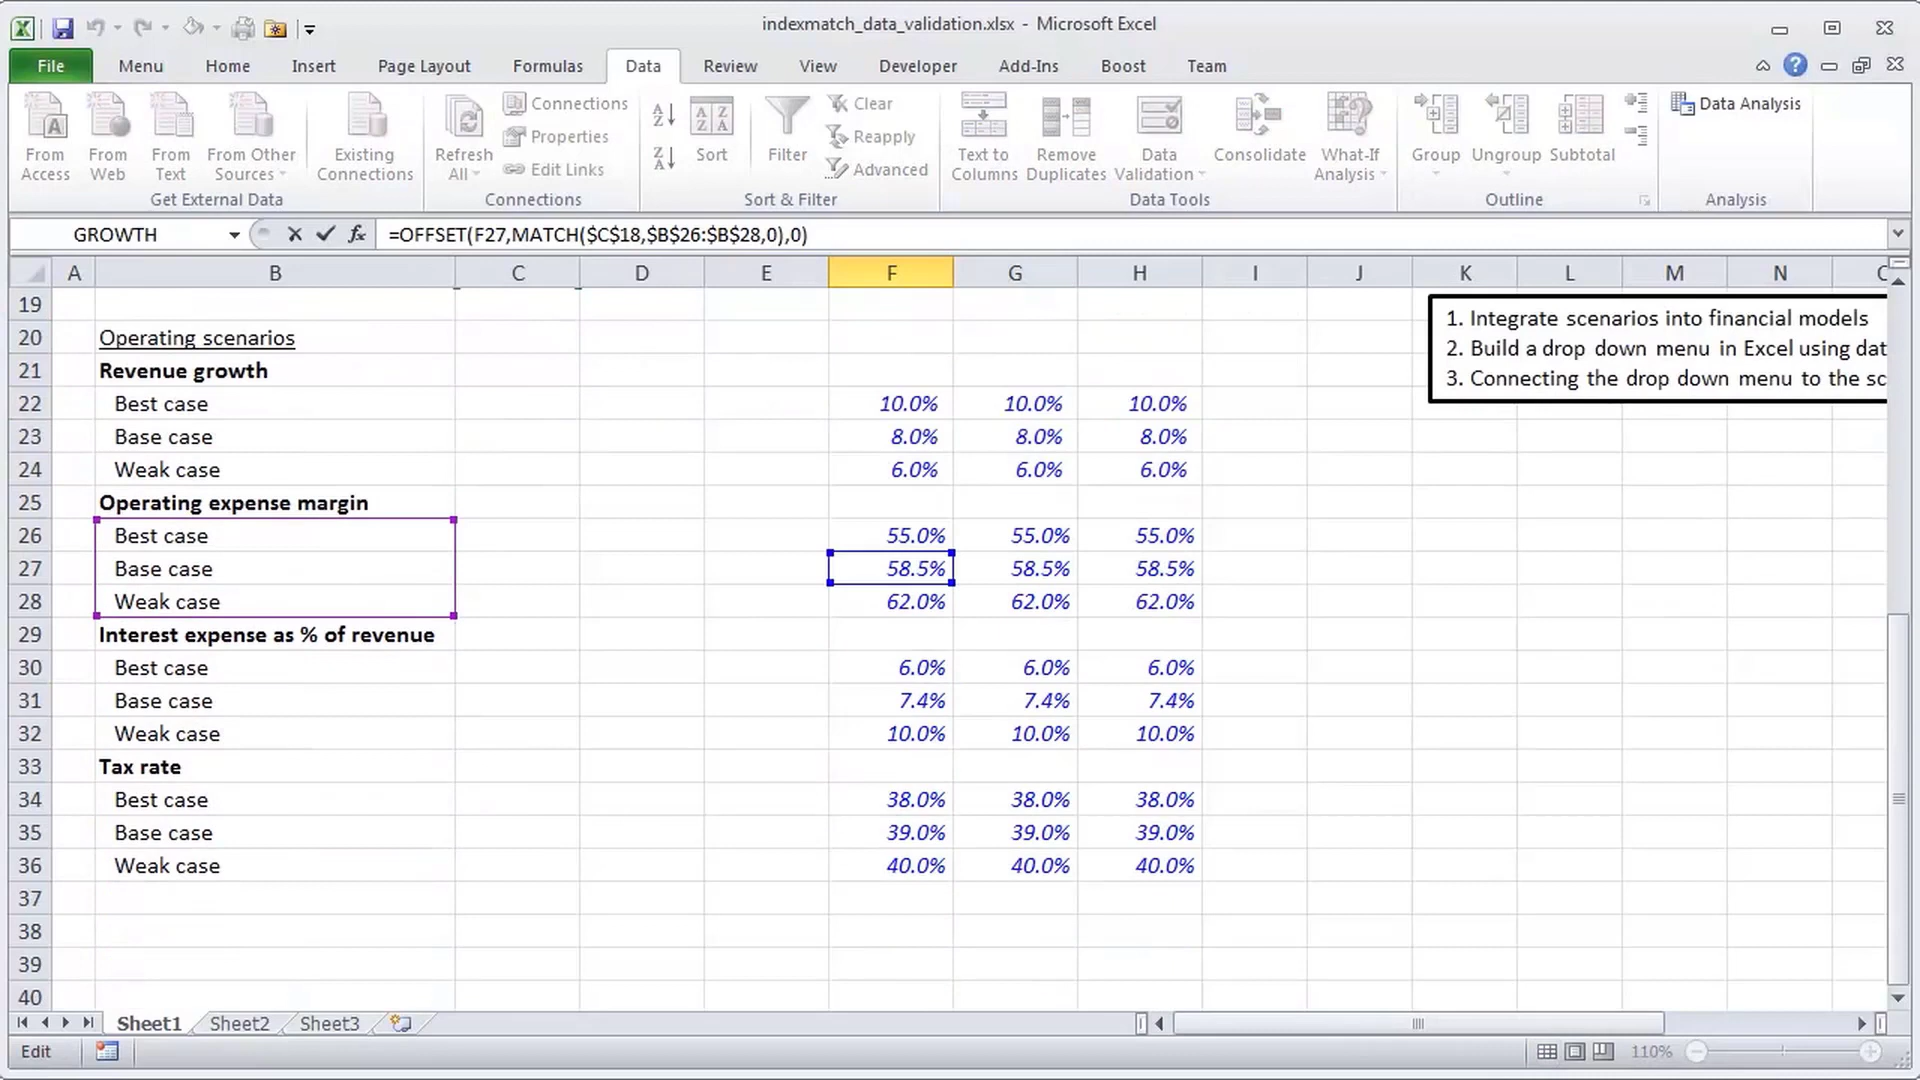 indexmatch_data_validation.xlsx - Microsoft Excel
File Menu Home Insert Page Layout Formulas Data Review View Developer Add-Ins Boost Team
From Access
From Web
From Text
From Other Sources
Existing Connections
Get External Data
Refresh All
Connections
Properties
Edit Links
Connections
Sort
Filter
Clear
Reapply
Advanced
Sort & Filter
Text to Columns
Remove Duplicates
Data Validation
Consolidate
What-If Analysis
Data Tools
Group
Ungroup
Subtotal
Outline
Data Analysis
Analysis
GROWTH =OFFSET(F27,MATCH($C$18,$B$26:$B$28,0),0)
A B C D E F G H I J K L M N
19
20 Operating scenarios
21 Revenue growth
22 Best case 10.0% 10.0% 10.0%
23 Base case 8.0% 8.0% 8.0%
24 Weak case 6.0% 6.0% 6.0%
25 Operating expense margin
26 Best case 55.0% 55.0% 55.0%
27 Base case 58.5% 58.5% 58.5%
28 Weak case 62.0% 62.0% 62.0%
29 Interest expense as % of revenue
30 Best case 6.0% 6.0% 6.0%
31 Base case 7.4% 7.4% 7.4%
32 Weak case 10.0% 10.0% 10.0%
33 Tax rate
34 Best case 38.0% 38.0% 38.0%
35 Base case 39.0% 39.0% 39.0%
36 Weak case 40.0% 40.0% 40.0%
37
38
39
40
1. Integrate scenarios into financial models
2. Build a drop down menu in Excel using dat
3. Connecting the drop down menu to the sc
Sheet1 Sheet2 Sheet3
Edit 110%